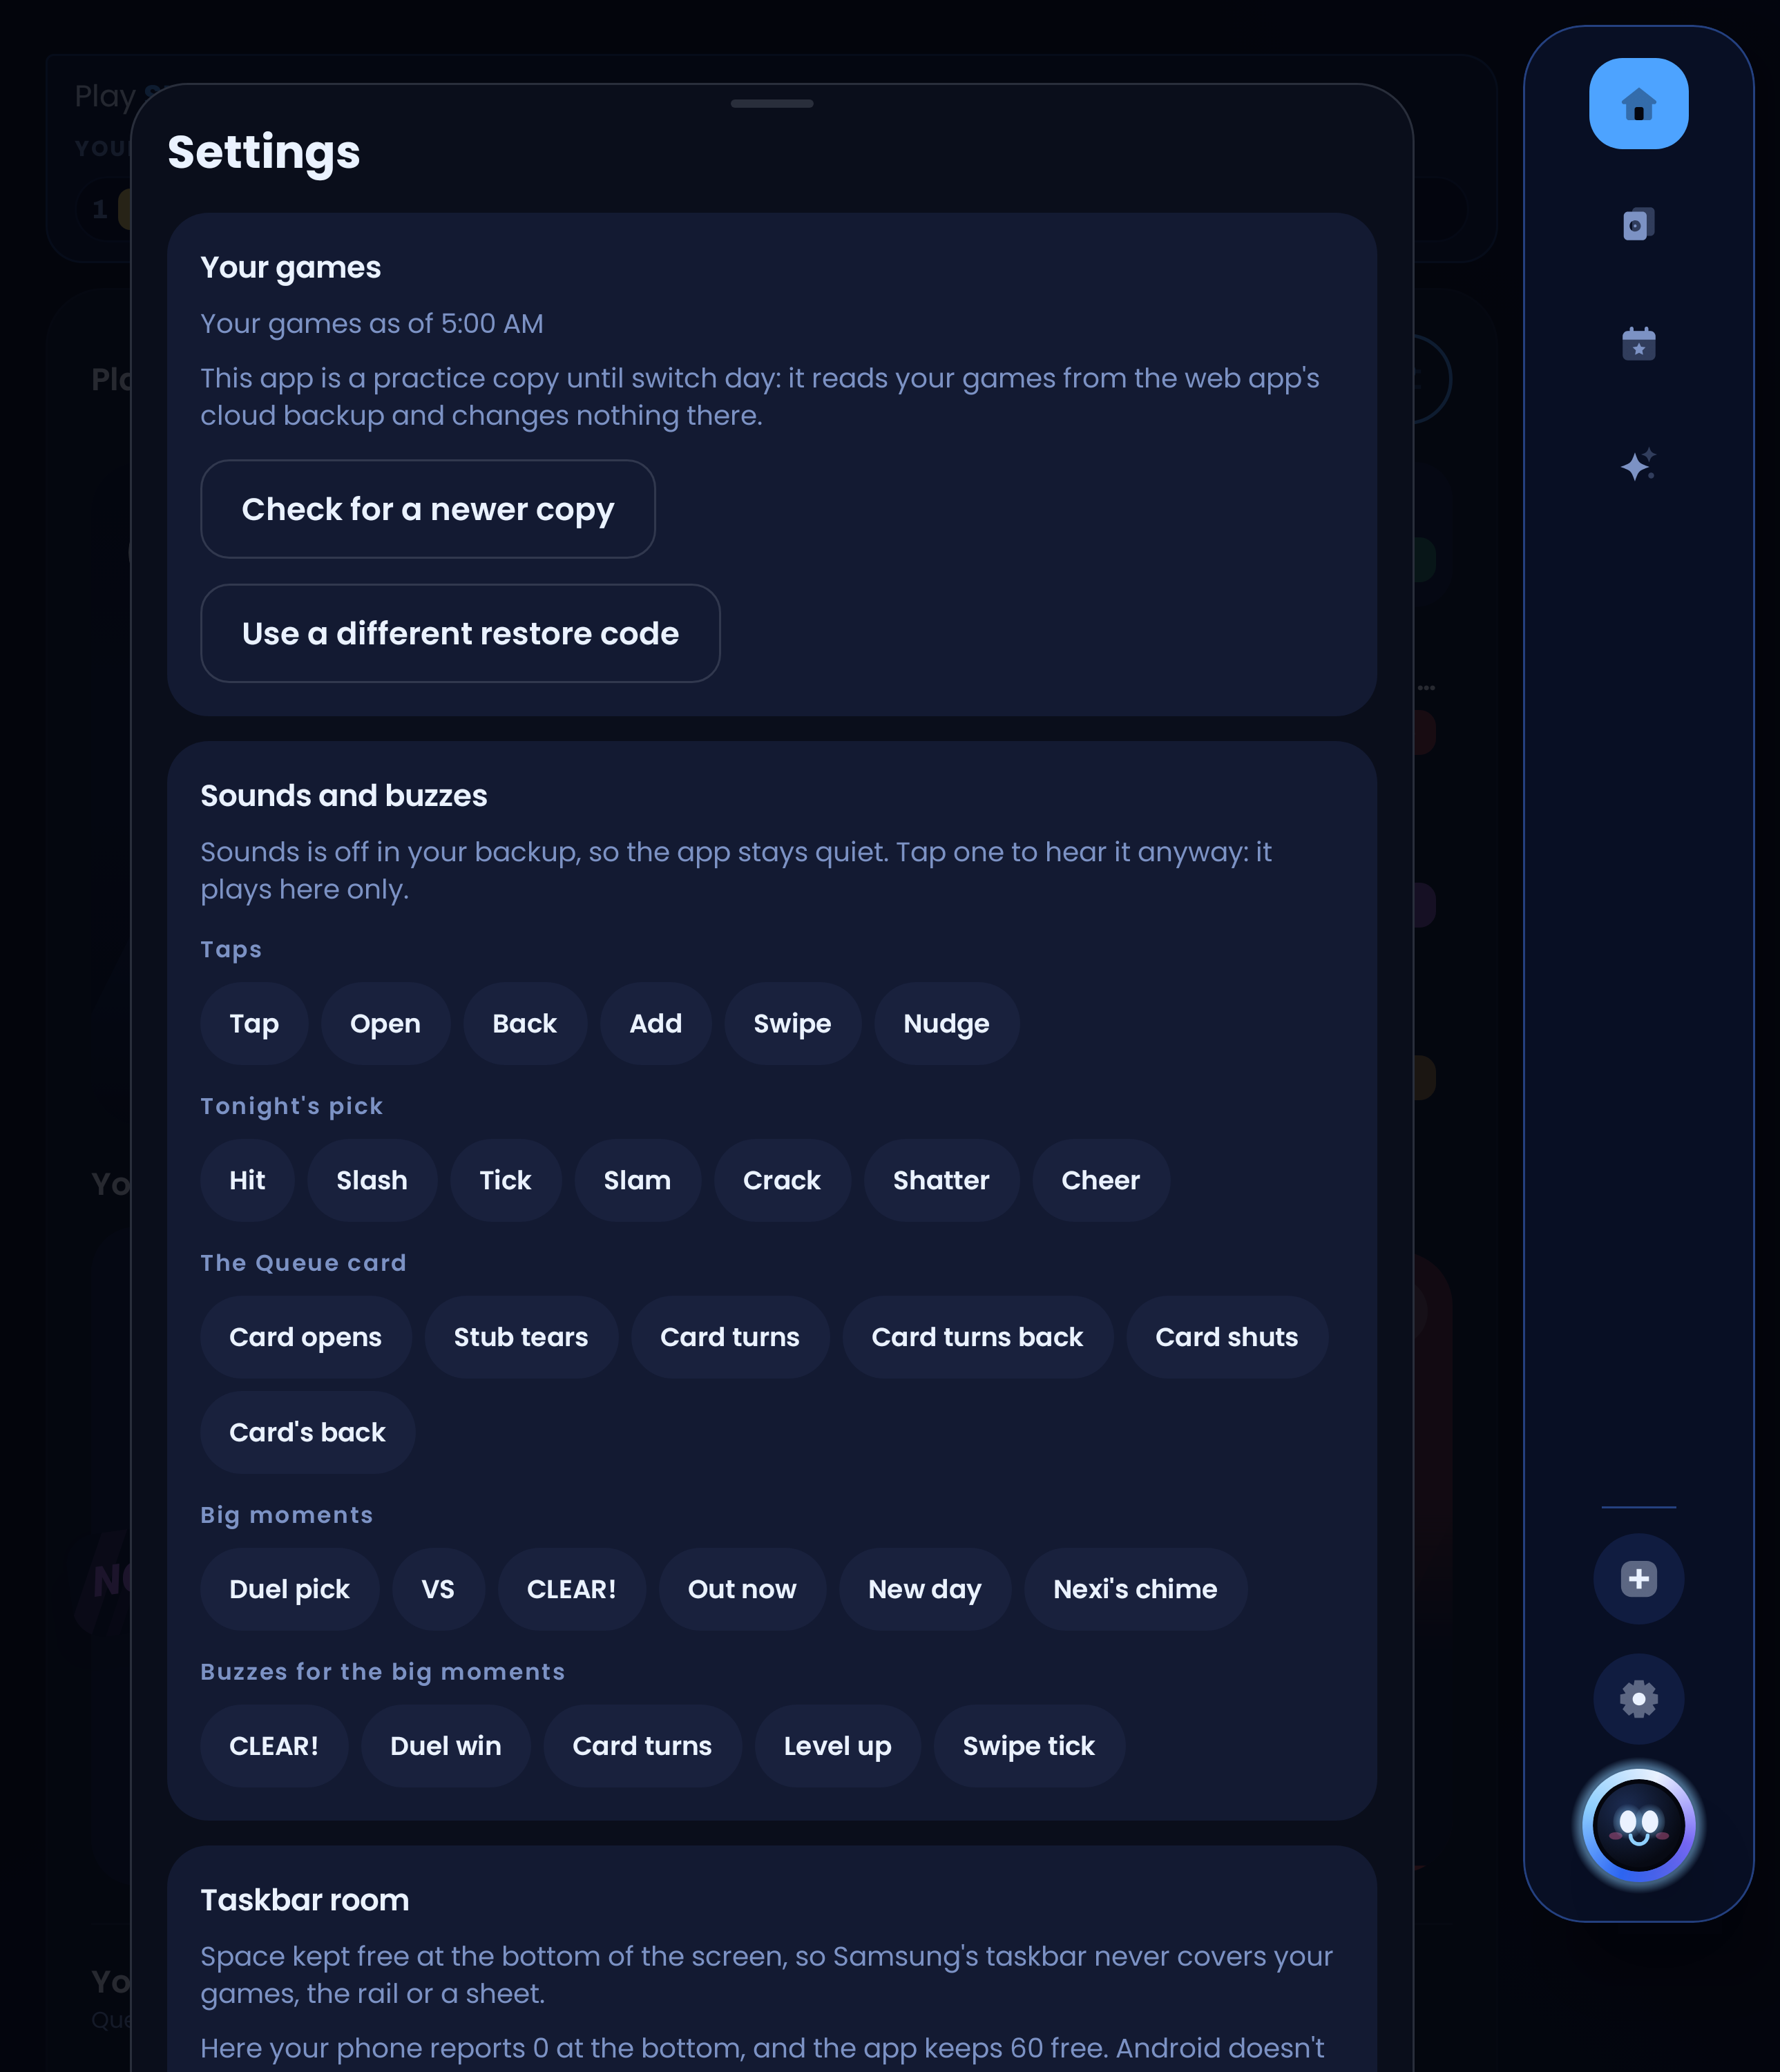 Play
YOU
1
Settings
Your games
Your games as of 5:00 AM
This app is a practice copy until switch day: it reads your games from the web app's
cloud backup and changes nothing there.
Check for a newer copy
Use a different restore code
Sounds and buzzes
Sounds is off in your backup, so the app stays quiet. Tap one to hear it anyway: it
plays here only.
Taps
Tap Open Back Add Swipe Nudge
Tonight's pick
Hit Slash Tick Slam Crack Shatter Cheer
The Queue card
Card opens Stub tears Card turns Card turns back Card shuts
Card's back
Big moments
Duel pick VS CLEAR! Out now New day Nexi's chime
Buzzes for the big moments
CLEAR! Duel win Card turns Level up Swipe tick
Taskbar room
Space kept free at the bottom of the screen, so Samsung's taskbar never covers your
games, the rail or a sheet.
Here your phone reports 0 at the bottom, and the app keeps 60 free. Android doesn't